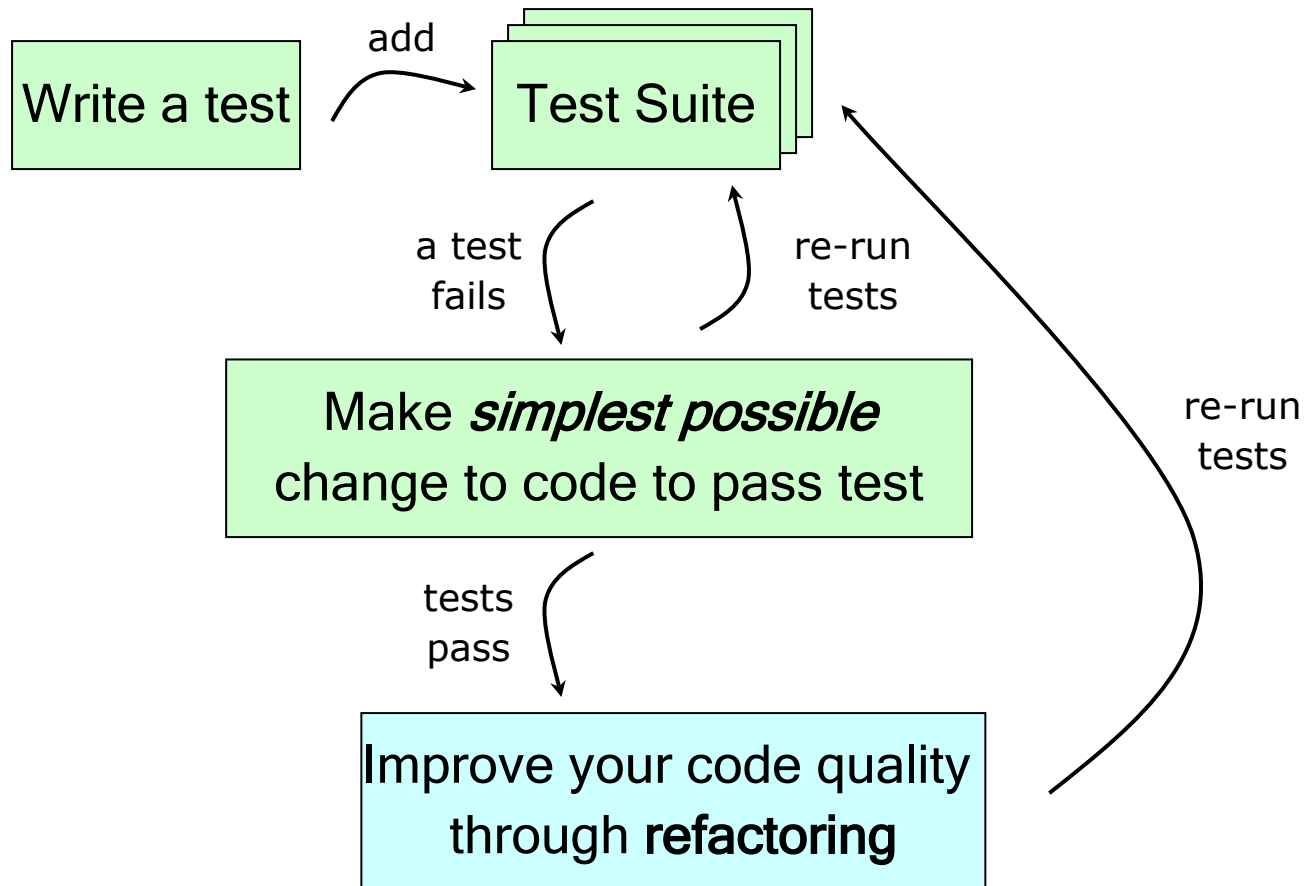 add
Write a test
Test Suite
a test
fails
re-run
tests
Make simplest possible
change to code to pass test
re-run
tests
tests
pass
Improve your code quality
through refactoring